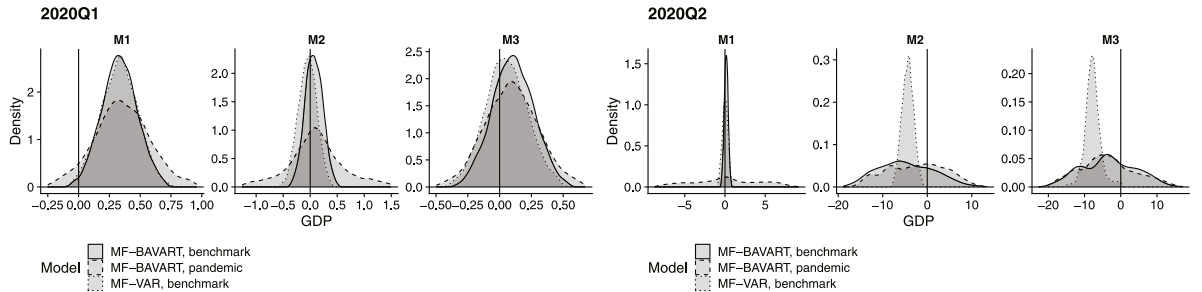 2020Q1
M1 M2 M3
Density
2
1
0
−0.25 0.00 0.25 0.50 0.75 1.00
2.0
1.5
1.0
0.5
0.0
−1.0 −0.5 0.0 0.5 1.0 1.5
2.5
2.0
1.5
1.0
0.5
0.0
−0.50 −0.25 0.00 0.25 0.50
GDP
Model
MF−BAVART, benchmark
MF−BAVART, pandemic
MF−VAR, benchmark
2020Q2
M1 M2 M3
Density
1.5
1.0
0.5
0.0
−5 0 5
0.3
0.2
0.1
0.0
−20 −10 0 10
0.20
0.15
0.10
0.05
0.00
−20 −10 0 10
GDP
Model
MF−BAVART, benchmark
MF−BAVART, pandemic
MF−VAR, benchmark